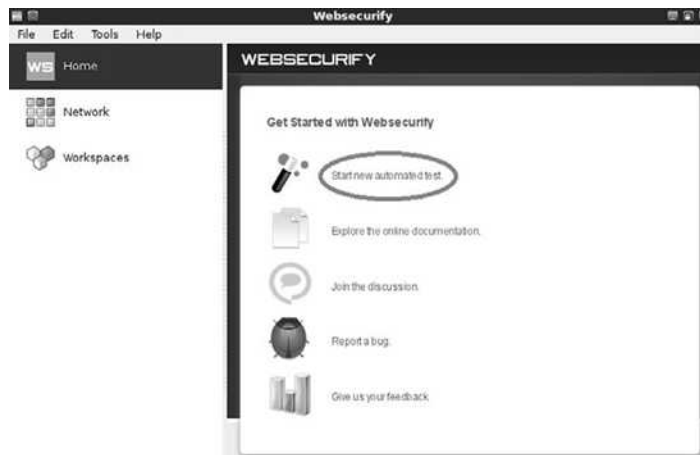 Websecurify
File Edit Tools Help
WS Home
WEBSECURIFY
Network
Workspaces
Get Started with Websecurify
Start new automated test.
Explore the online documentation.
Join the discussion.
Report a bug.
Give us your feedback